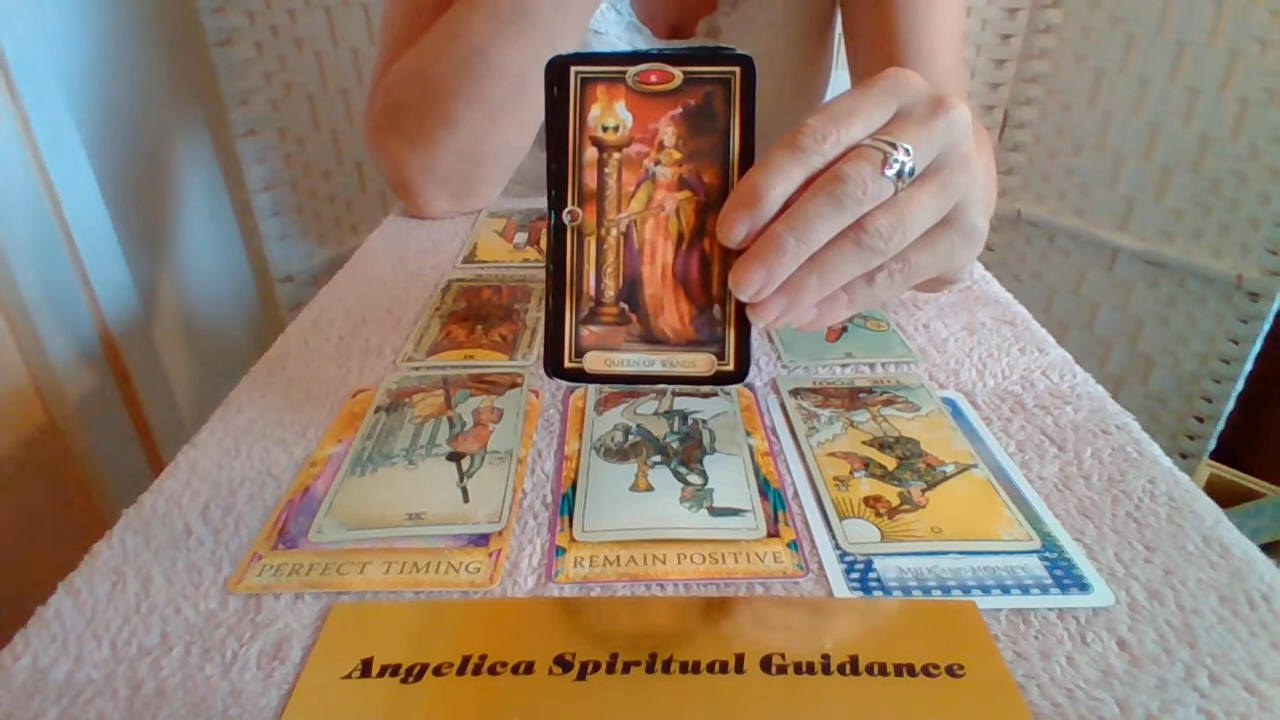 QUEEN OF WANDS
THE FOOL
PERFECT TIMING
REMAIN POSITIVE
MILK AND HONEY
Angelica Spiritual Guidance